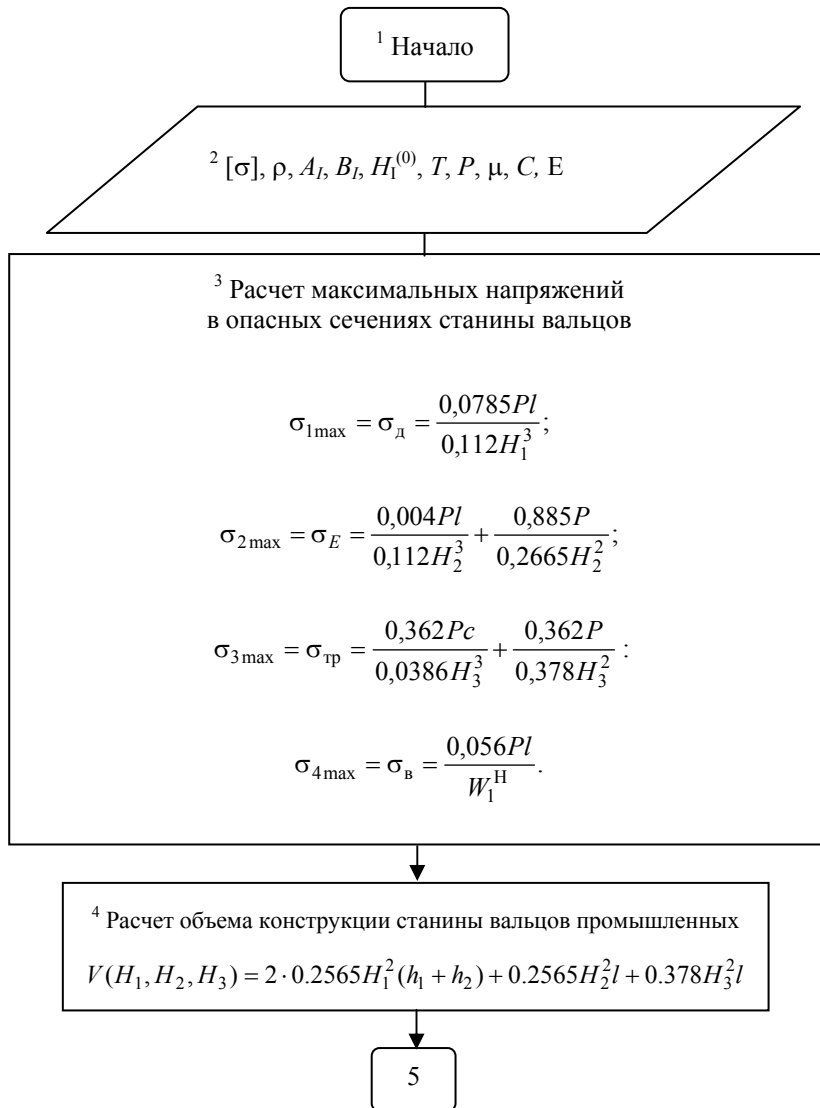 ¹ Начало
² [σ], ρ, A_I, B_I, H_I^(0), T, P, μ, C, E
³ Расчет максимальных напряжений
в опасных сечениях станины вальцов
σ_1max = σ_д = 0,0785Pl / 0,112H_1^3;
σ_2max = σ_E = 0,004Pl / 0,112H_2^3 + 0,885P / 0,2665H_2^2;
σ_3max = σ_тр = 0,362Pc / 0,0386H_3^3 + 0,362P / 0,378H_3^2 :
σ_4max = σ_в = 0,056Pl / W_1^Н.
⁴ Расчет объема конструкции станины вальцов промышленных
V(H_1, H_2, H_3) = 2 · 0.2565H_1^2(h_1 + h_2) + 0.2565H_2^2l + 0.378H_3^2l
5